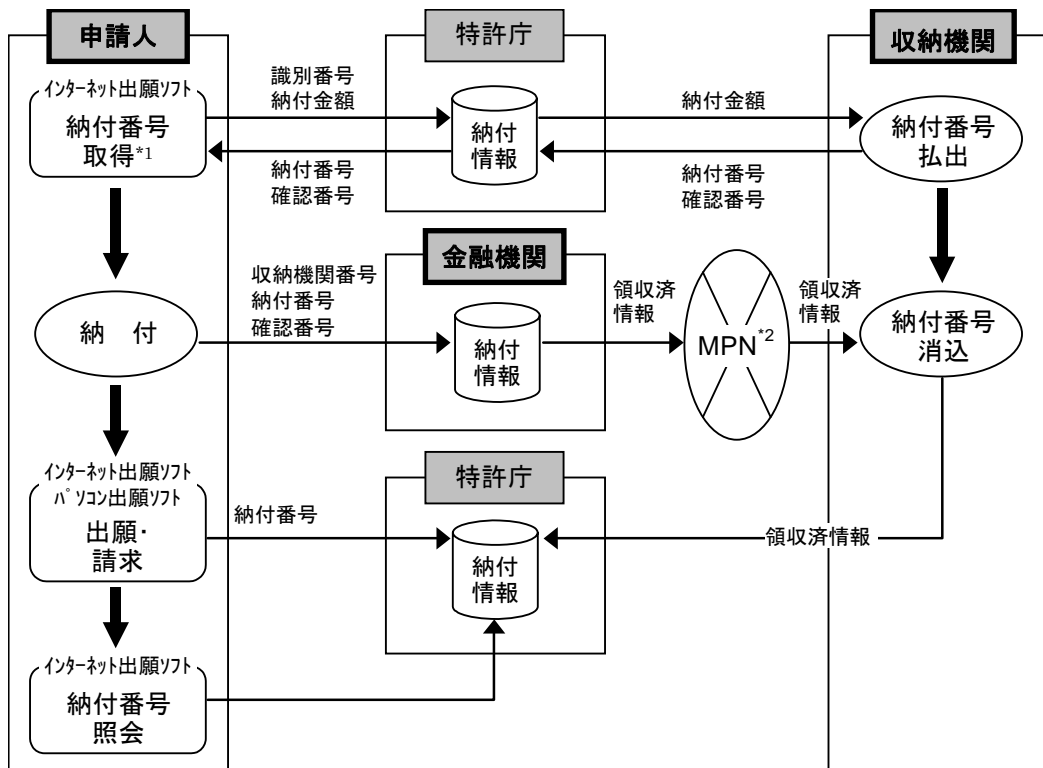 申請人
特許庁
収納機関
インターネット出願ソフト
納付番号
取得*1
識別番号
納付金額
納付番号
確認番号
納付
情報
納付金額
納付番号
確認番号
納付番号
払出
金融機関
納 付
収納機関番号
納付番号
確認番号
納付
情報
領収済
情報
MPN*2
領収済
情報
納付番号
消込
特許庁
インターネット出願ソフト
パソコン出願ソフト
出願・
請求
納付番号
納付
情報
領収済情報
インターネット出願ソフト
納付番号
照会